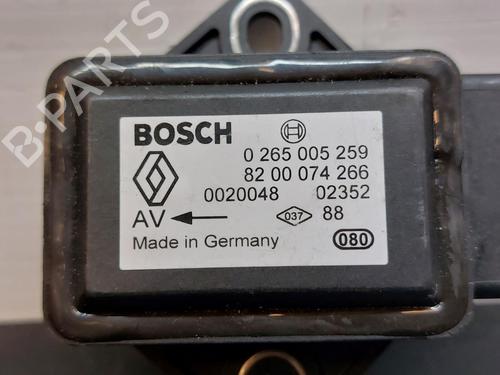 B-PARTS
BOSCH
0 265 005 259
82 00 074 266
0020048 02352
AV 037 88
Made in Germany 080